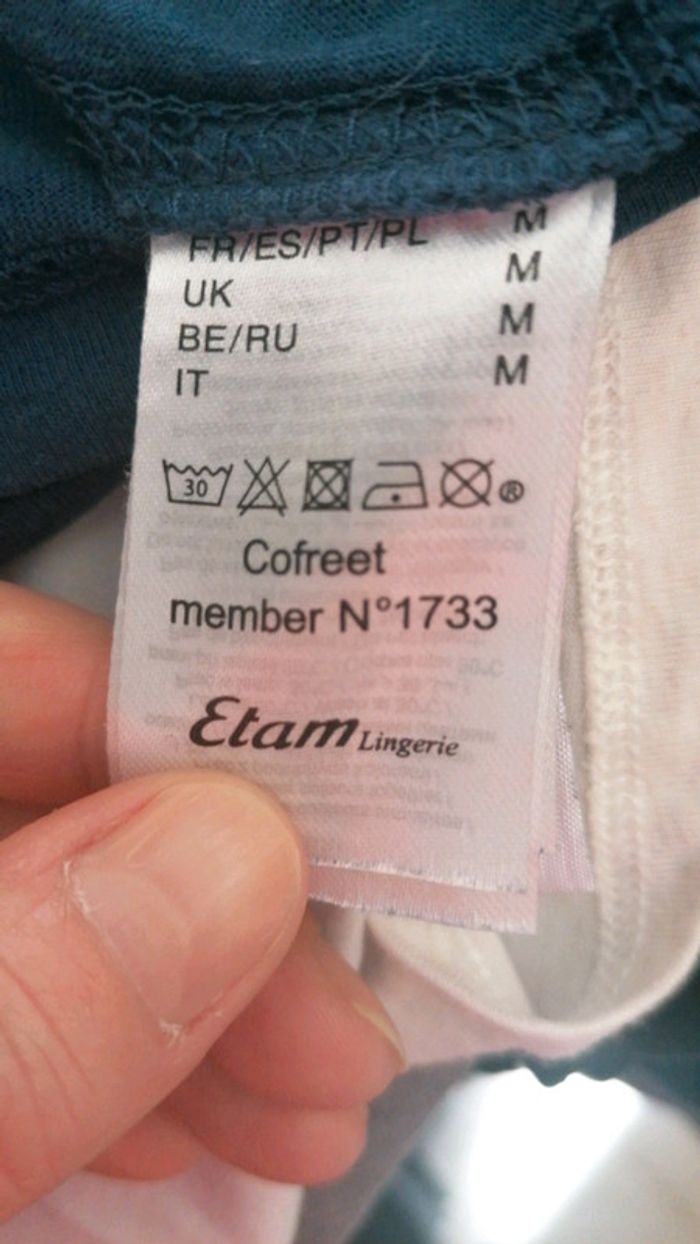 FR/ES/PT/PL M
UK M
BE/RU M
IT M
30
®
Cofreet
member N°1733
Etam Lingerie